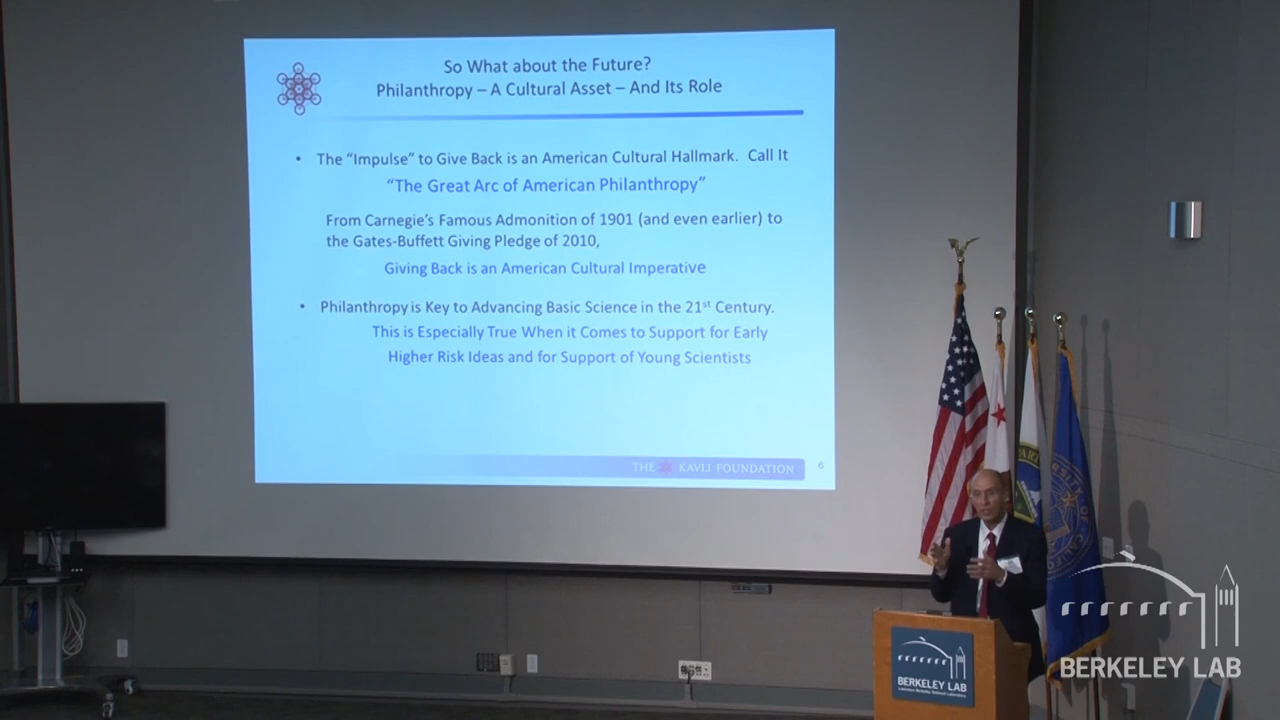 So What about the Future?
Philanthropy – A Cultural Asset – And Its Role
• The “Impulse” to Give Back is an American Cultural Hallmark. Call It
“The Great Arc of American Philanthropy”
From Carnegie’s Famous Admonition of 1901 (and even earlier) to
the Gates-Buffett Giving Pledge of 2010,
Giving Back is an American Cultural Imperative
• Philanthropy is Key to Advancing Basic Science in the 21st Century.
This is Especially True When it Comes to Support for Early
Higher Risk Ideas and for Support of Young Scientists
THE KAVLI FOUNDATION 6
BERKELEY LAB
Lawrence Berkeley National Laboratory
BERKELEY LAB